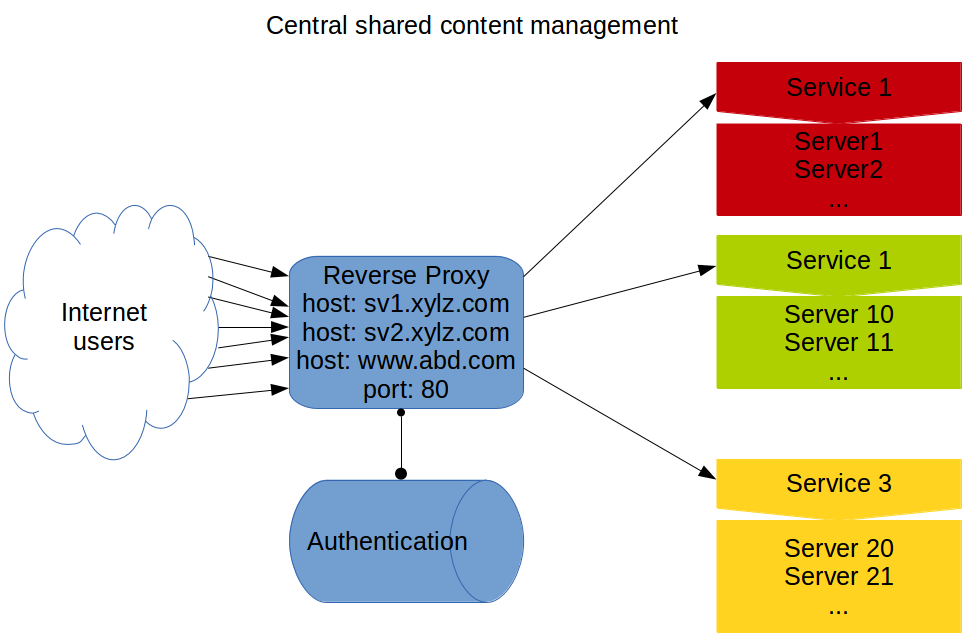 Central shared content management
Internet
users
Reverse Proxy
host: sv1.xylz.com
host: sv2.xylz.com
host: www.abd.com
port: 80
Authentication
Service 1
Server1
Server2
...
Service 1
Server 10
Server 11
...
Service 3
Server 20
Server 21
...